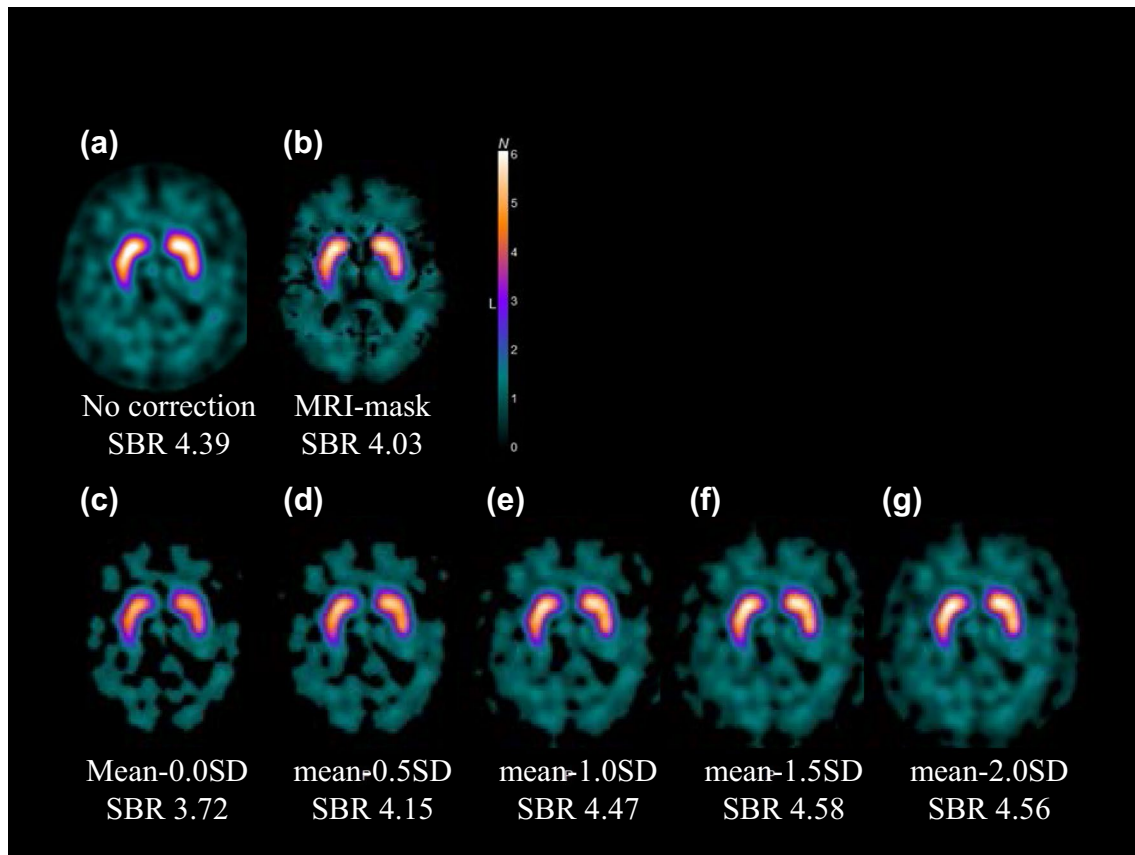 (a)
(b)
N
6
5
4
L 3
2
1
0
No correction
SBR 4.39
MRI-mask
SBR 4.03
(c)
(d)
(e)
(f)
(g)
Mean-0.0SD
SBR 3.72
mean-0.5SD
SBR 4.15
mean-1.0SD
SBR 4.47
mean-1.5SD
SBR 4.58
mean-2.0SD
SBR 4.56